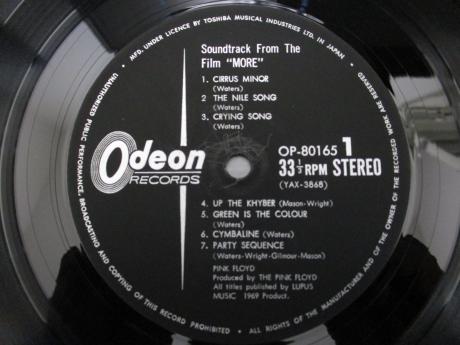 MFD. UNDER LICENCE BY TOSHIBA MUSICAL INDUSTRIES LTD. IN JAPAN
ALL RIGHTS OF THE MANUFACTURER AND OF THE OWNER OF THE RECORDED WORK ARE RESERVED
UNAUTHORIZED PUBLIC PERFORMANCE, BROADCASTING AND COPYING OF THIS RECORD PROHIBITED
Soundtrack From The
Film “MORE”
1. CIRRUS MINOR
(Waters)
2 THE NILE SONG
(Waters)
3. CRYING SONG
(Waters)
Odeon
RECORDS
OP-80165 1
33 1/3 RPM STEREO
(YAX-3868)
4. UP THE KHYBER (Mason-Wright)
5. GREEN IS THE COLOUR
(Waters)
6. CYMBALINE (Waters)
7. PARTY SEQUENCE
(Waters-Wright-Gilmour-Mason)
PINK FLOYD
Produced by THE PINK FLOYD
All titles published by LUPUS
MUSIC 1969 Product.